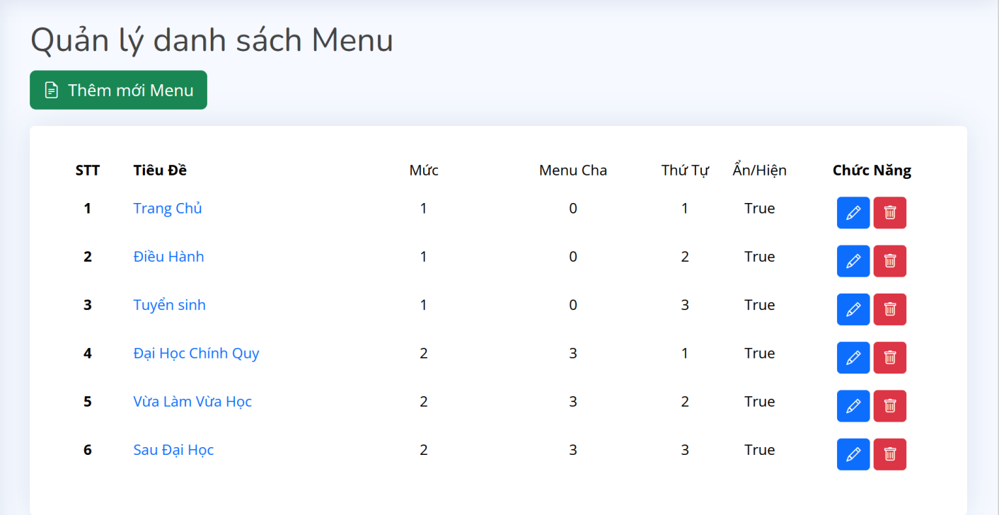 Quản lý danh sách Menu
Thêm mới Menu
STT Tiêu Đề Mức Menu Cha Thứ Tự Ẩn/Hiện Chức Năng
1 Trang Chủ 1 0 1 True
2 Điều Hành 1 0 2 True
3 Tuyển sinh 1 0 3 True
4 Đại Học Chính Quy 2 3 1 True
5 Vừa Làm Vừa Học 2 3 2 True
6 Sau Đại Học 2 3 3 True